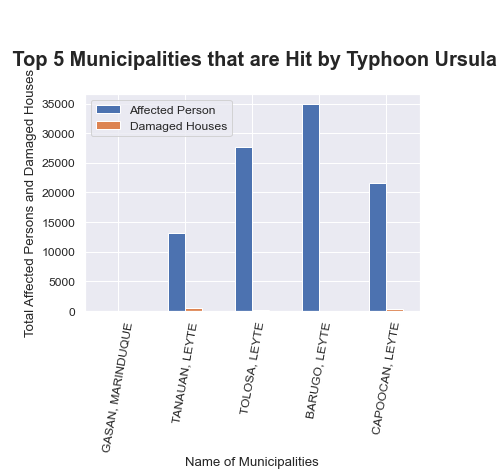 Top 5 Municipalities that are Hit by Typhoon Ursula
Total Affected Persons and Damaged Houses
35000
30000
25000
20000
15000
10000
5000
0
Affected Person
Damaged Houses
GASAN, MARINDUQUE
TANAUAN, LEYTE
TOLOSA, LEYTE
BARUGO, LEYTE
CAPOOCAN, LEYTE
Name of Municipalities